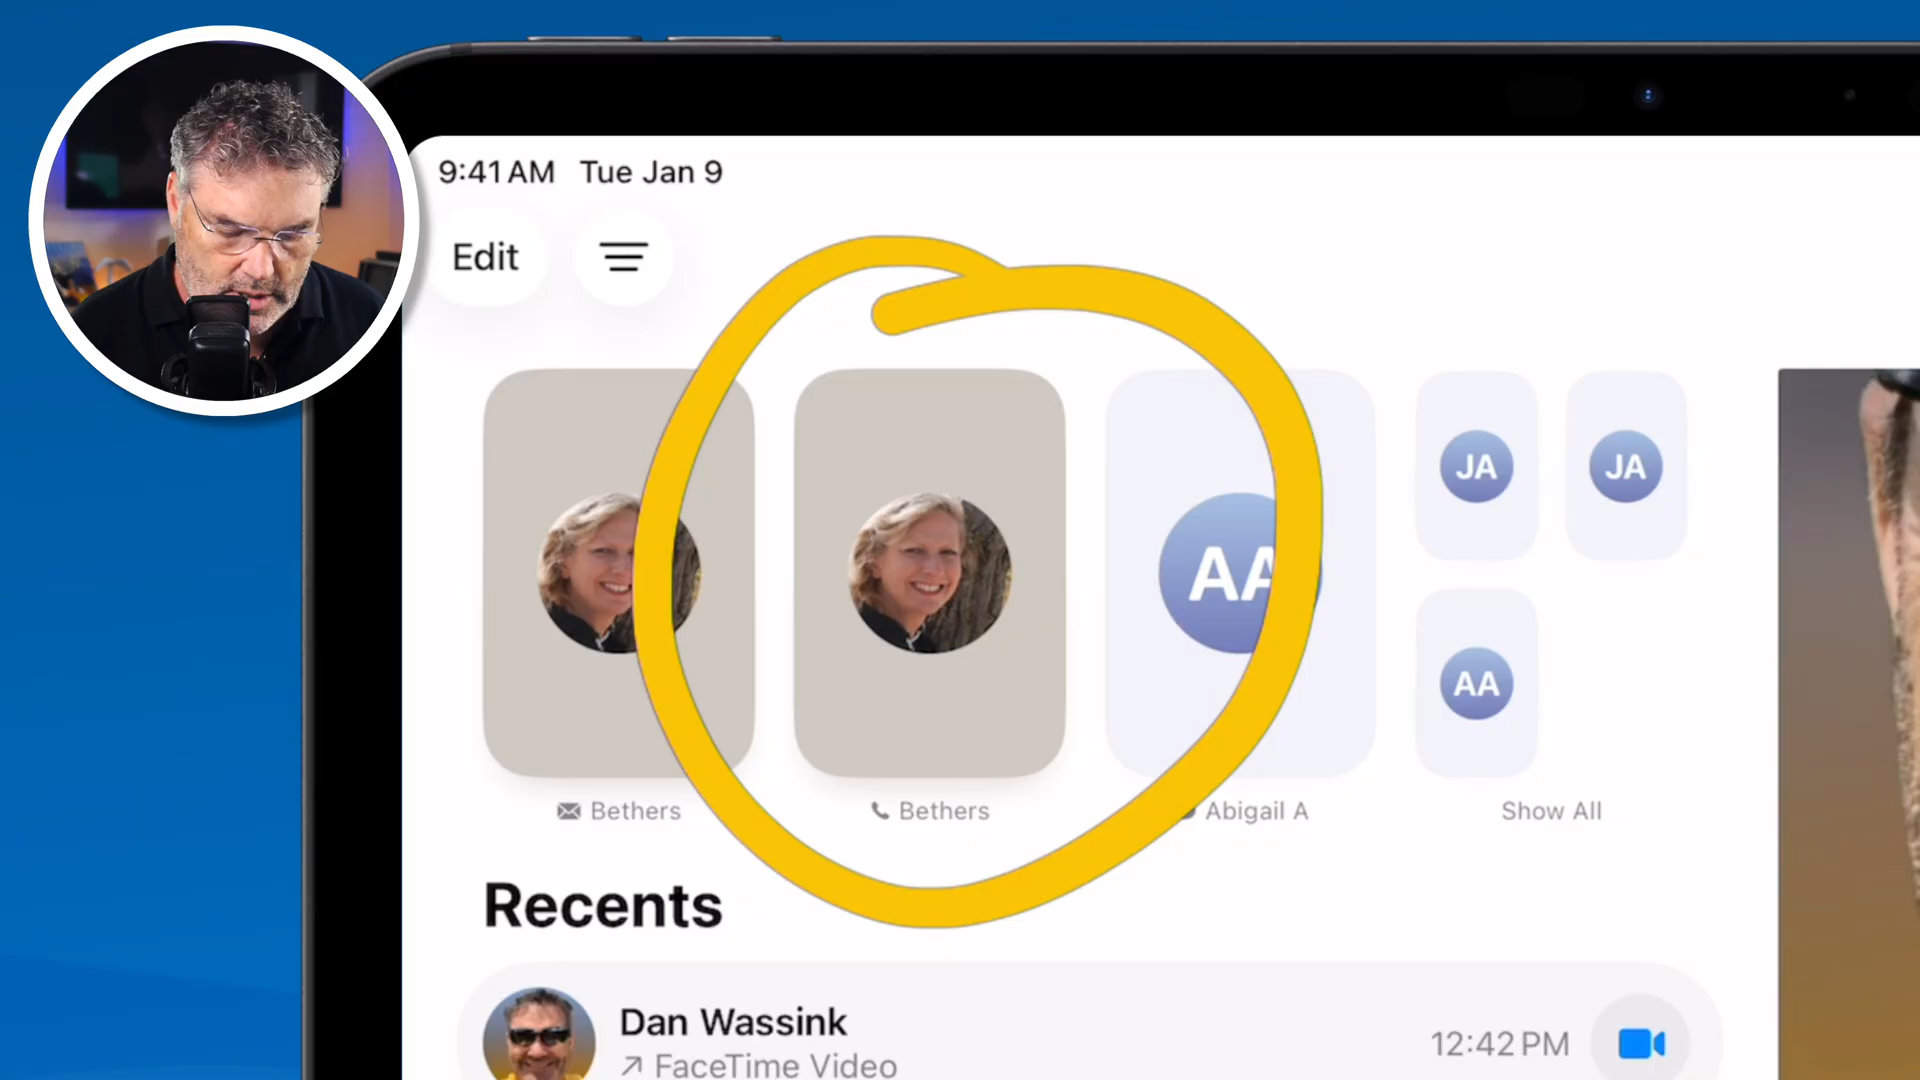 9:41 AM Tue Jan 9
Edit
JA
JA
AA
AA
Bethers
Bethers
Abigail A
Show All
Recents
Dan Wassink
12:42 PM
FaceTime Video